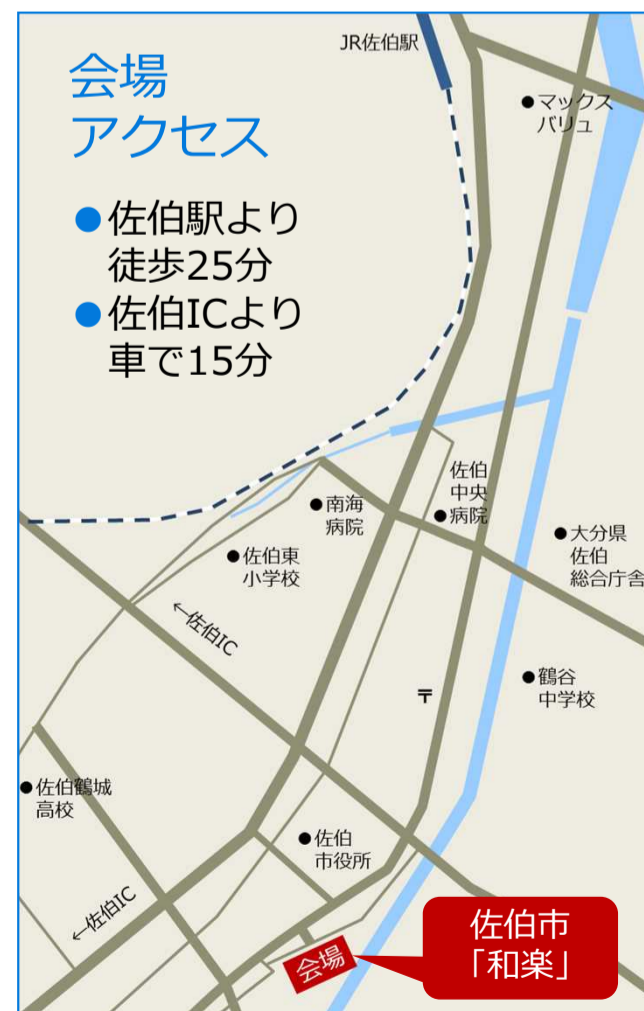 会場
アクセス
●佐伯駅より
徒歩25分
●佐伯ICより
車で15分
JR佐伯駅
●マックス
バリュ
佐伯
中央
●病院
●南海
病院
●大分県
佐伯
総合庁舎
●佐伯東
小学校
←佐伯IC
●鶴谷
中学校
〒
●佐伯鶴城
高校
●佐伯
市役所
←佐伯IC
会場
佐伯市
「和楽」